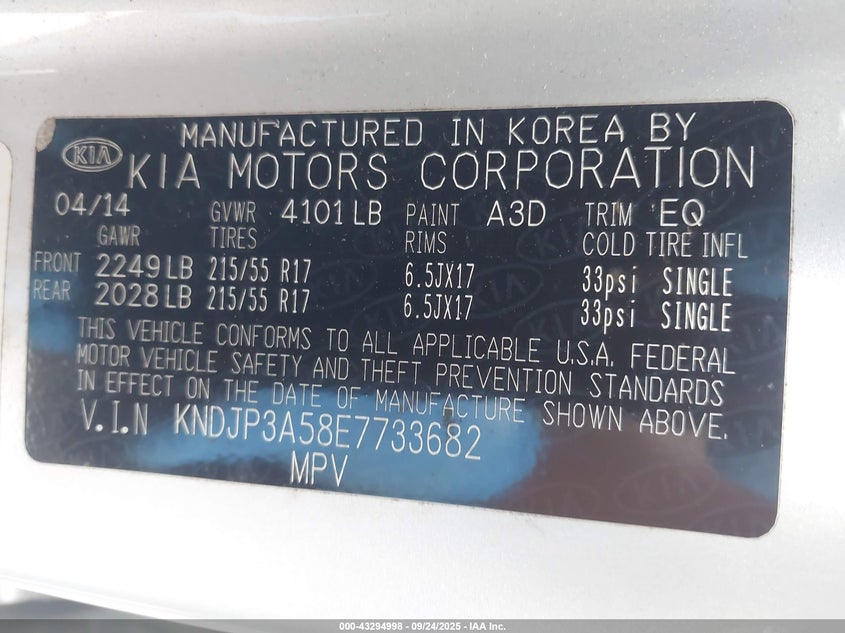 MANUFACTURED IN KOREA BY
KIA KIA MOTORS CORPORATION
04/14 GVWR 4101 LB PAINT A3D TRIM EQ
GAWR TIRES RIMS COLD TIRE INFL
FRONT 2249 LB 215/55 R17 6.5JX17 33psi SINGLE
REAR 2028 LB 215/55 R17 6.5JX17 33psi SINGLE
THIS VEHICLE CONFORMS TO ALL APPLICABLE U.S.A. FEDERAL
MOTOR VEHICLE SAFETY AND THEFT PREVENTION STANDARDS
IN EFFECT ON THE DATE OF MANUFACTURE SHOWN ABOVE.
V.I.N KNDJP3A58E7733682
MPV
000-43294998 - 09/24/2025 - IAA Inc.